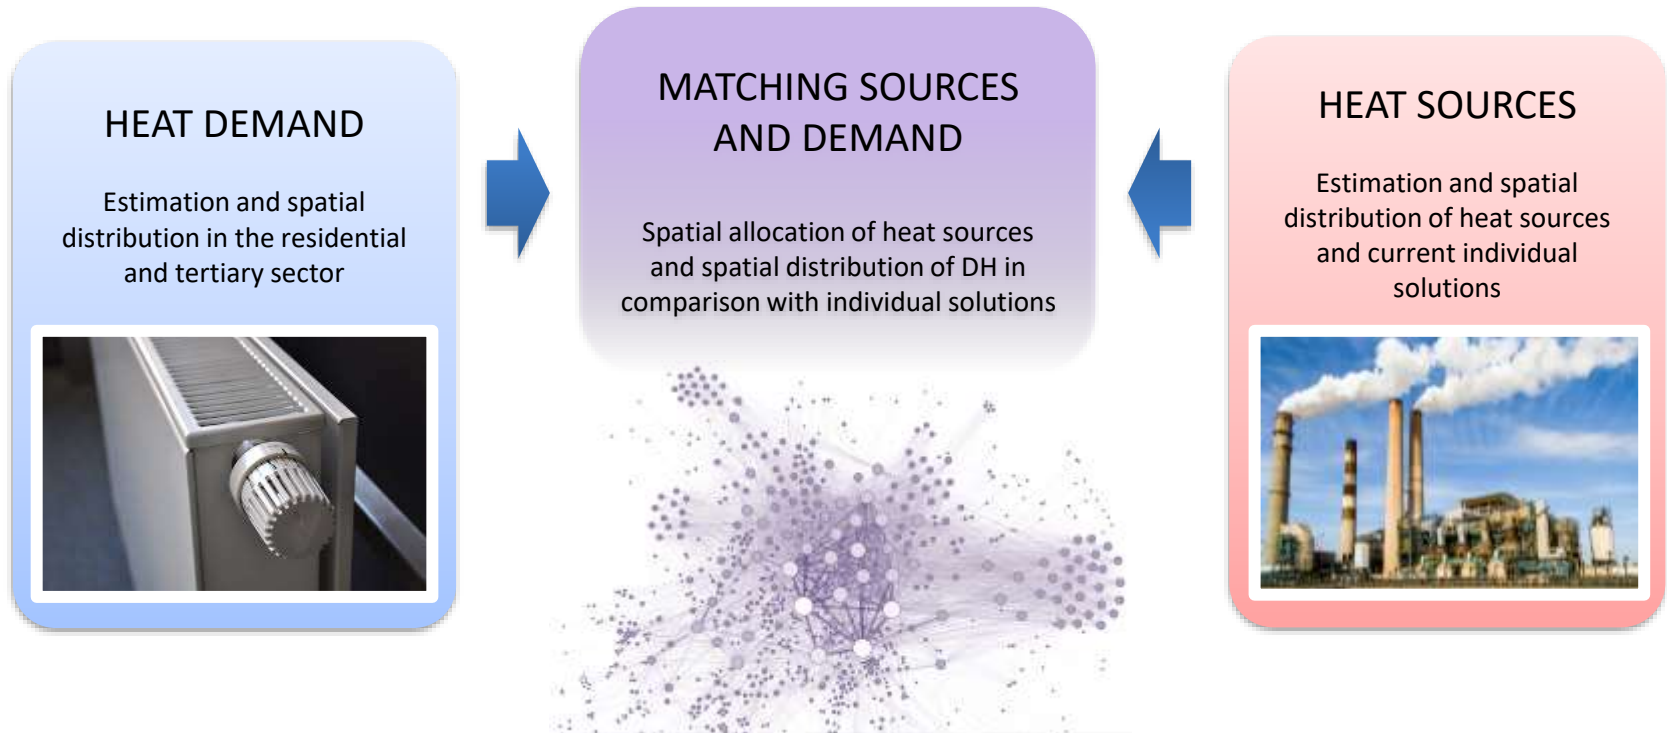 HEAT DEMAND
Estimation and spatial
distribution in the residential
and tertiary sector
MATCHING SOURCES
AND DEMAND
Spatial allocation of heat sources
and spatial distribution of DH in
comparison with individual solutions
HEAT SOURCES
Estimation and spatial
distribution of heat sources
and current individual
solutions